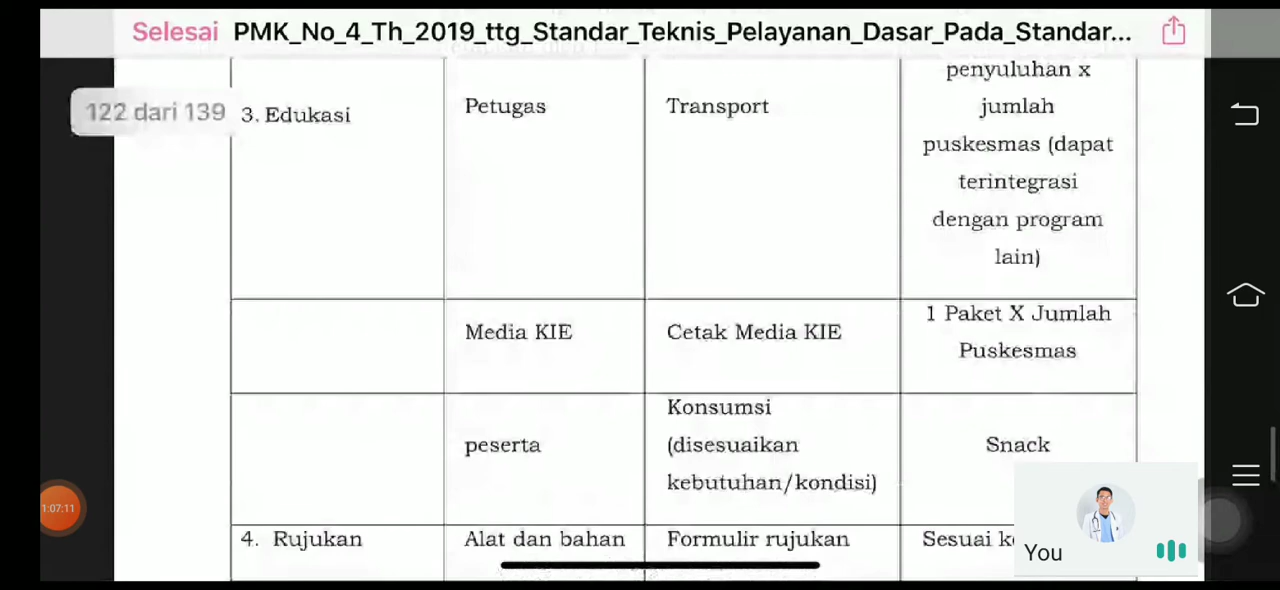 Selesai PMK_No_4_Th_2019_ttg_Standar_Teknis_Pelayanan_Dasar_Pada_Standar...
122 dari 139
3. Edukasi
Petugas
Transport
penyuluhan x
jumlah
puskesmas (dapat
terintegrasi
dengan program
lain)
Media KIE
Cetak Media KIE
1 Paket X Jumlah
Puskesmas
peserta
Konsumsi
(disesuaikan
kebutuhan/kondisi)
Snack
4. Rujukan
Alat dan bahan
Formulir rujukan
Sesuai
1:07:11
You